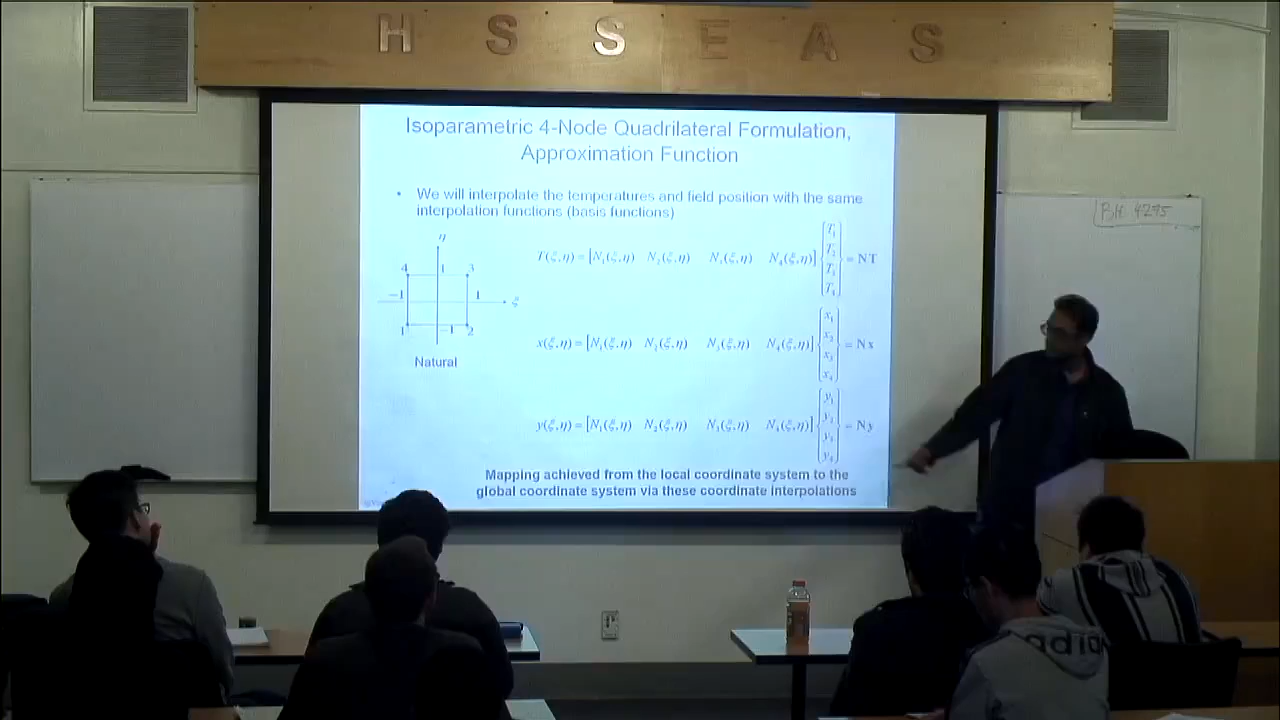 H S S E A S
Isoparametric 4-Node Quadrilateral Formulation,
Approximation Function
• We will interpolate the temperatures and field position with the same
interpolation functions (basis functions)
η
4 1 3
−1 1 ξ
1 −1 2
Natural
T(ξ,η) = [N₁(ξ,η) N₂(ξ,η) N₃(ξ,η) N₄(ξ,η)] {T₁ T₂ T₃ T₄} = NT
x(ξ,η) = [N₁(ξ,η) N₂(ξ,η) N₃(ξ,η) N₄(ξ,η)] {x₁ x₂ x₃ x₄} = Nx
y(ξ,η) = [N₁(ξ,η) N₂(ξ,η) N₃(ξ,η) N₄(ξ,η)] {y₁ y₂ y₃ y₄} = Ny
Mapping achieved from the local coordinate system to the
global coordinate system via these coordinate interpolations
adidas